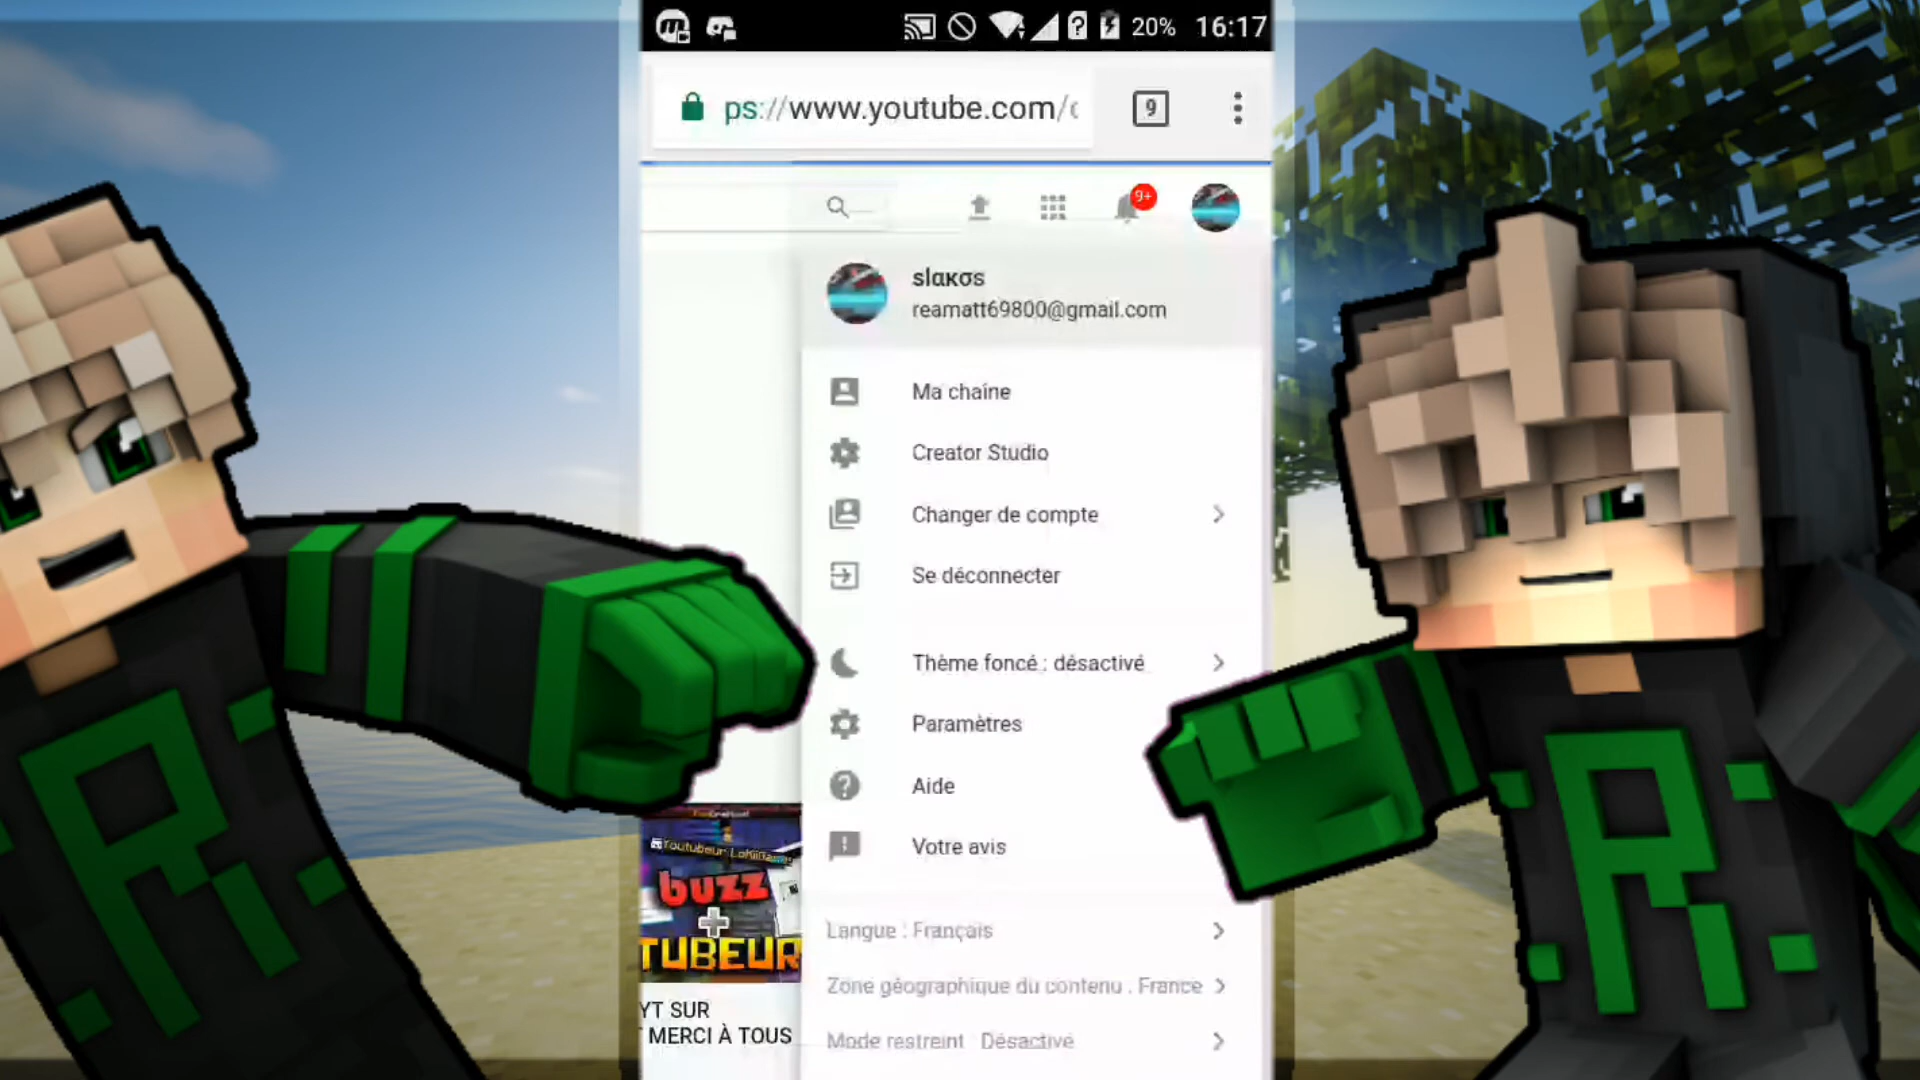 20% 16:17
ps://www.youtube.com/c
9
9+
slακσs
reamatt69800@gmail.com
Ma chaîne
Creator Studio
Changer de compte
Se déconnecter
Thème foncé : désactivé
Paramètres
Aide
Votre avis
Langue : Français
Zone géographique du contenu : France
Mode restreint : Désactivé
Youtubeur
buzz
+
TUBEUR
YT SUR
MERCI À TOUS
R
R